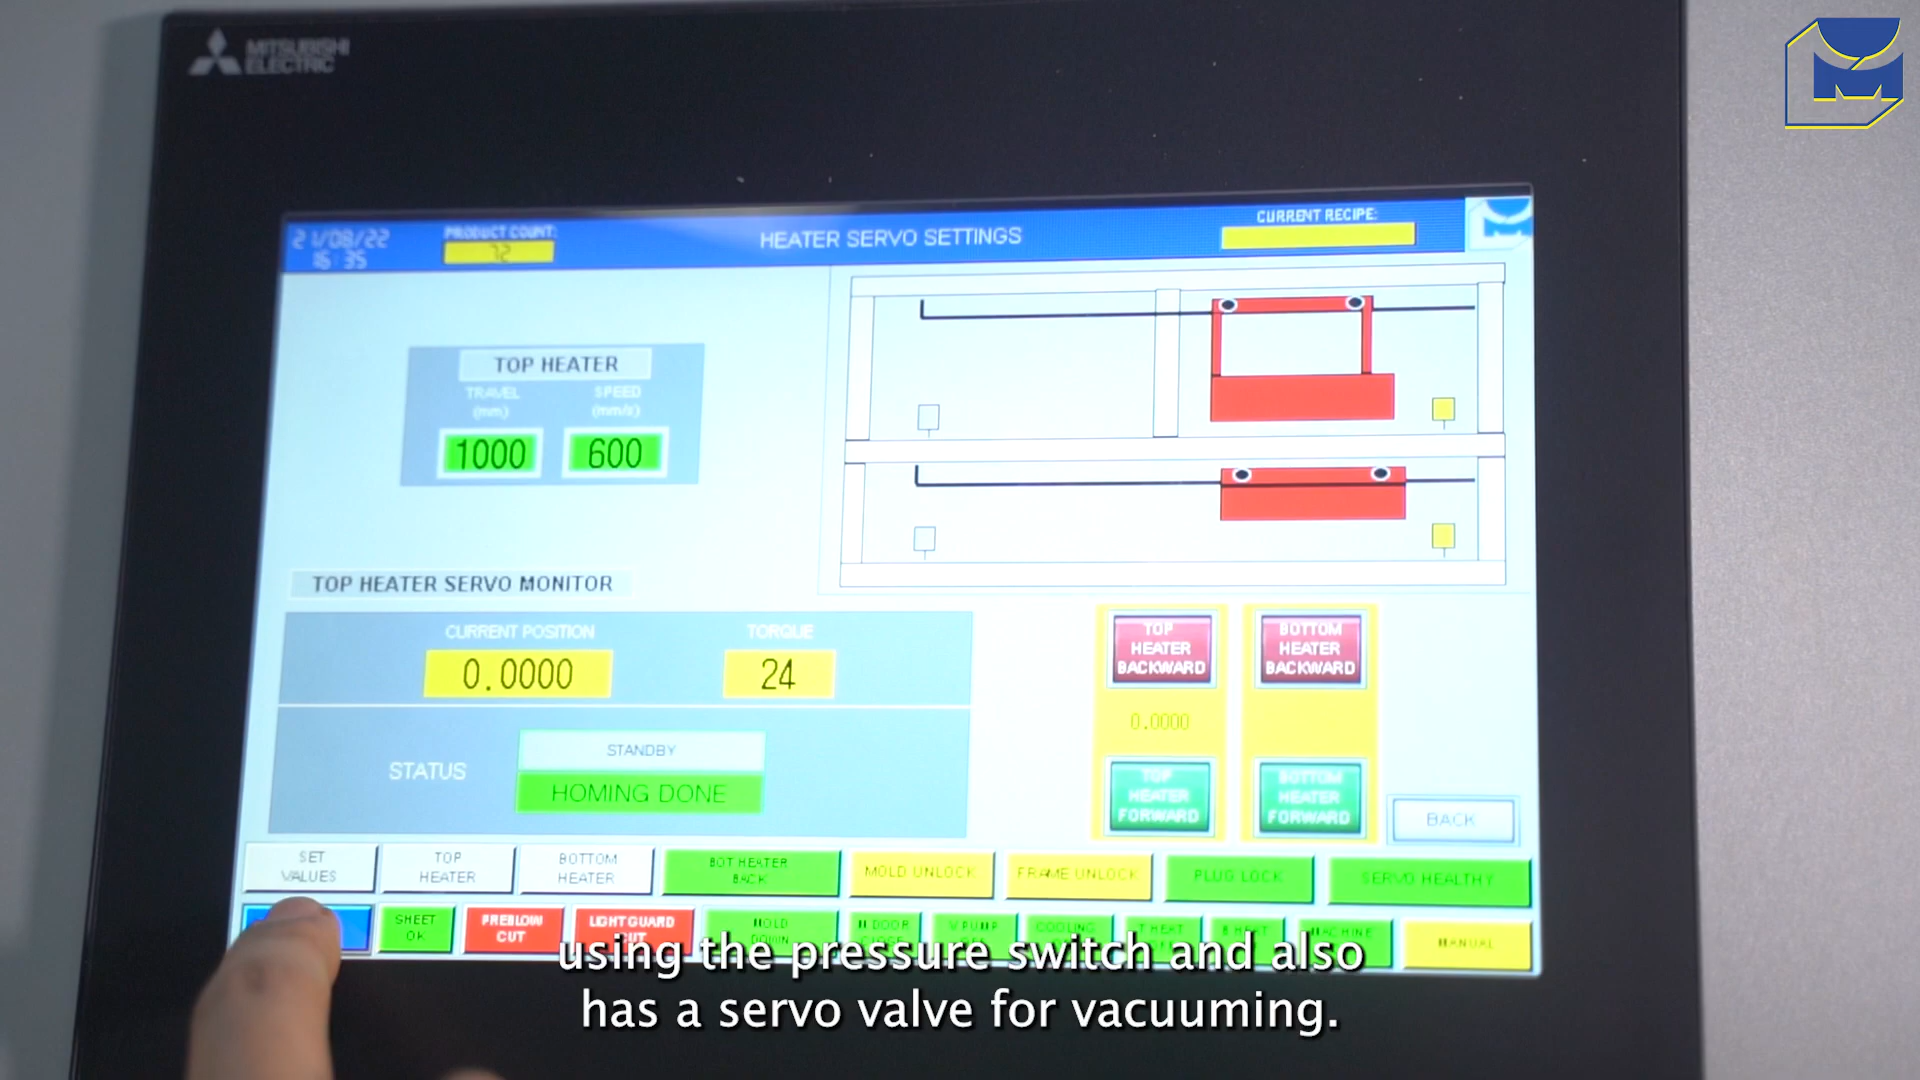 MITSUBISHI
ELECTRIC
21/08/22
16:35
PRODUCT COUNT:
72
HEATER SERVO SETTINGS
CURRENT RECIPE:
TOP HEATER
TRAVEL
(mm)
SPEED
(mm/s)
1000
600
TOP HEATER SERVO MONITOR
CURRENT POSITION
TORQUE
0.0000
24
STATUS
STANDBY
HOMING DONE
TOP
HEATER
BACKWARD
BOTTOM
HEATER
BACKWARD
0.0000
TOP
HEATER
FORWARD
BOTTOM
HEATER
FORWARD
BACK
SET
VALUES
TOP
HEATER
BOTTOM
HEATER
BOT HEATER
BACK
MOLD UNLOCK
FRAME UNLOCK
PLUG LOCK
SERVO HEALTHY
SHEET
OK
PREBLOW
CUT
LIGHTGUARD
CUT
MOLD
DOWN
V.PUMP
COOLING
T.HEAT
B.HEAT
MACHINE
MANUAL
using the pressure switch and also
has a servo valve for vacuuming.